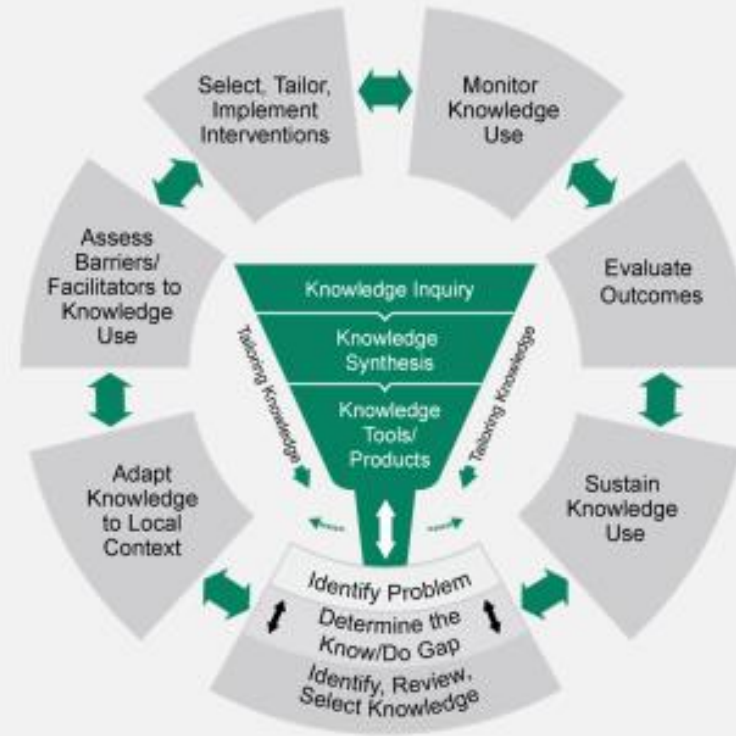 Select, Tailor,
Implement
Interventions
Monitor
Knowledge
Use
Assess
Barriers/
Facilitators to
Knowledge
Use
Evaluate
Outcomes
Knowledge Inquiry
Knowledge
Synthesis
Knowledge
Tools/
Products
Tailoring Knowledge
Tailoring Knowledge
Adapt
Knowledge
to Local
Context
Sustain
Knowledge
Use
Identify Problem
Determine the
Know/Do Gap
Identify, Review,
Select Knowledge